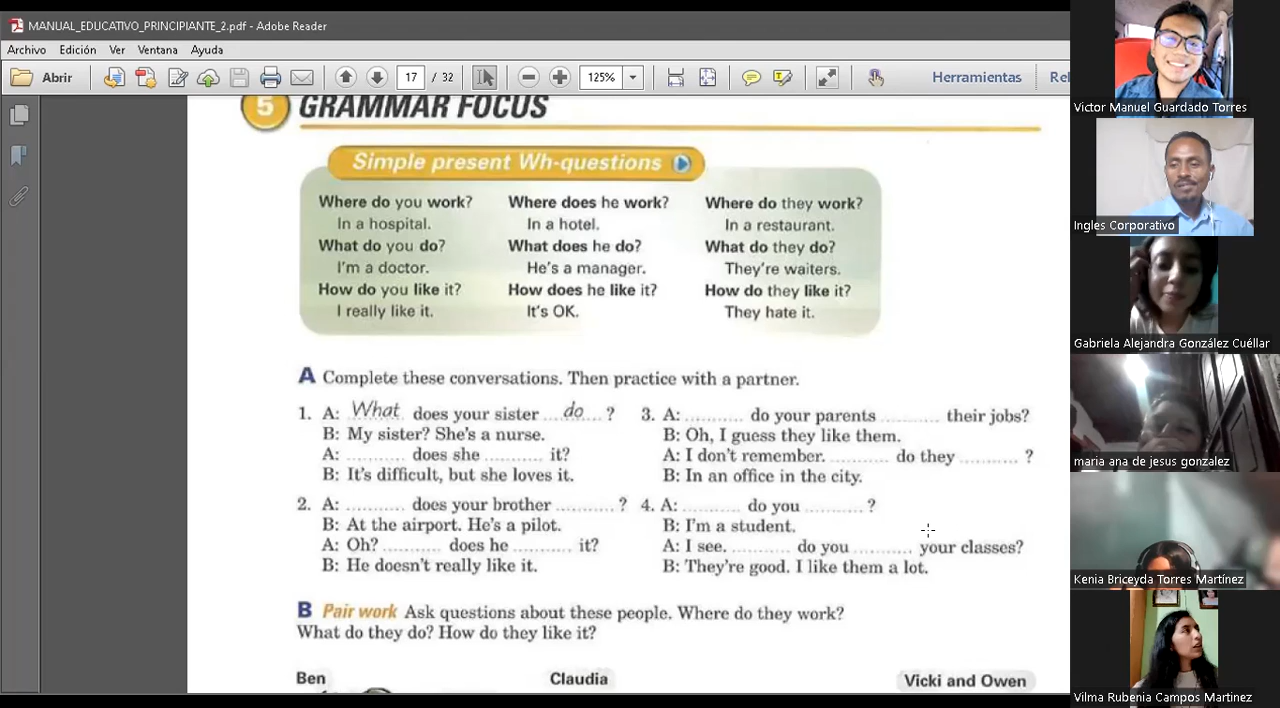 MANUAL_EDUCATIVO_PRINCIPIANTE_2.pdf - Adobe Reader
Archivo Edición Ver Ventana Ayuda
Abrir 17 / 32 125% Herramientas Rel
5 GRAMMAR FOCUS
Simple present Wh-questions
Where do you work? Where does he work? Where do they work?
In a hospital. In a hotel. In a restaurant.
What do you do? What does he do? What do they do?
I'm a doctor. He's a manager. They're waiters.
How do you like it? How does he like it? How do they like it?
I really like it. It's OK. They hate it.
A Complete these conversations. Then practice with a partner.
1. A: What does your sister do ?
B: My sister? She's a nurse.
A: .......... does she .......... it?
B: It's difficult, but she loves it.
2. A: .......... does your brother .......... ?
B: At the airport. He's a pilot.
A: Oh? .......... does he .......... it?
B: He doesn't really like it.
3. A: .......... do your parents .......... their jobs?
B: Oh, I guess they like them.
A: I don't remember. .......... do they .......... ?
B: In an office in the city.
4. A: .......... do you .......... ?
B: I'm a student.
A: I see. .......... do you .......... your classes?
B: They're good. I like them a lot.
B Pair work Ask questions about these people. Where do they work?
What do they do? How do they like it?
Ben Claudia Vicki and Owen
Victor Manuel Guardado Torres
Ingles Corporativo
Gabriela Alejandra González Cuéllar
maria ana de jesus gonzalez
Kenia Briceyda Torres Martínez
Vilma Rubenia Campos Martinez